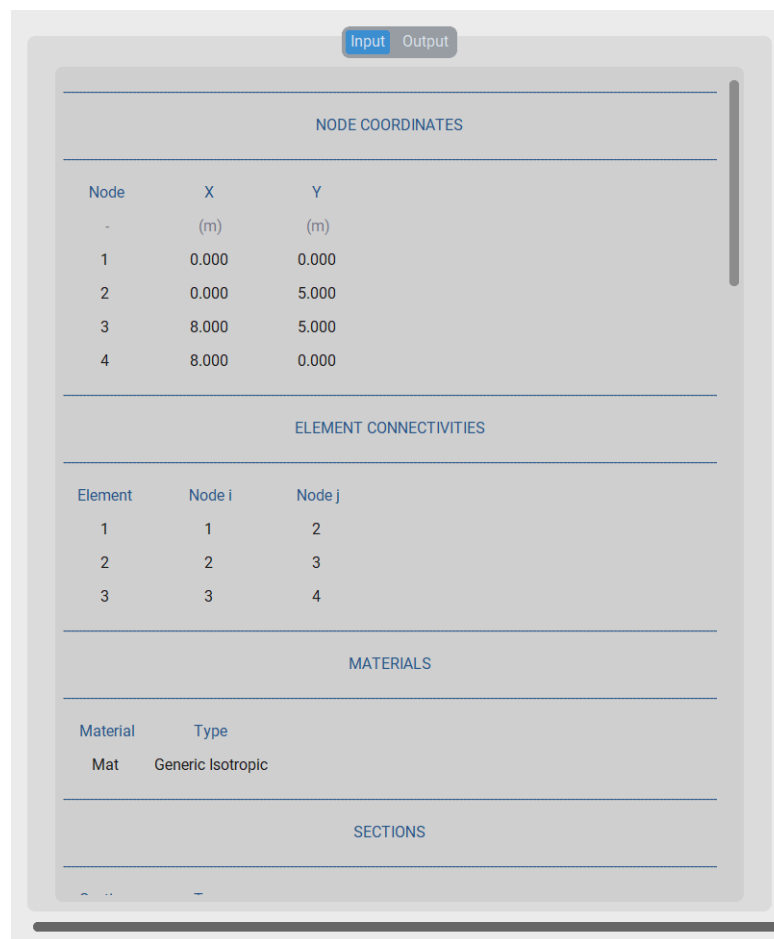 Input Output
NODE COORDINATES
Node X Y
- (m) (m)
1 0.000 0.000
2 0.000 5.000
3 8.000 5.000
4 8.000 0.000
ELEMENT CONNECTIVITIES
Element Node i Node j
1 1 2
2 2 3
3 3 4
MATERIALS
Material Type
Mat Generic Isotropic
SECTIONS